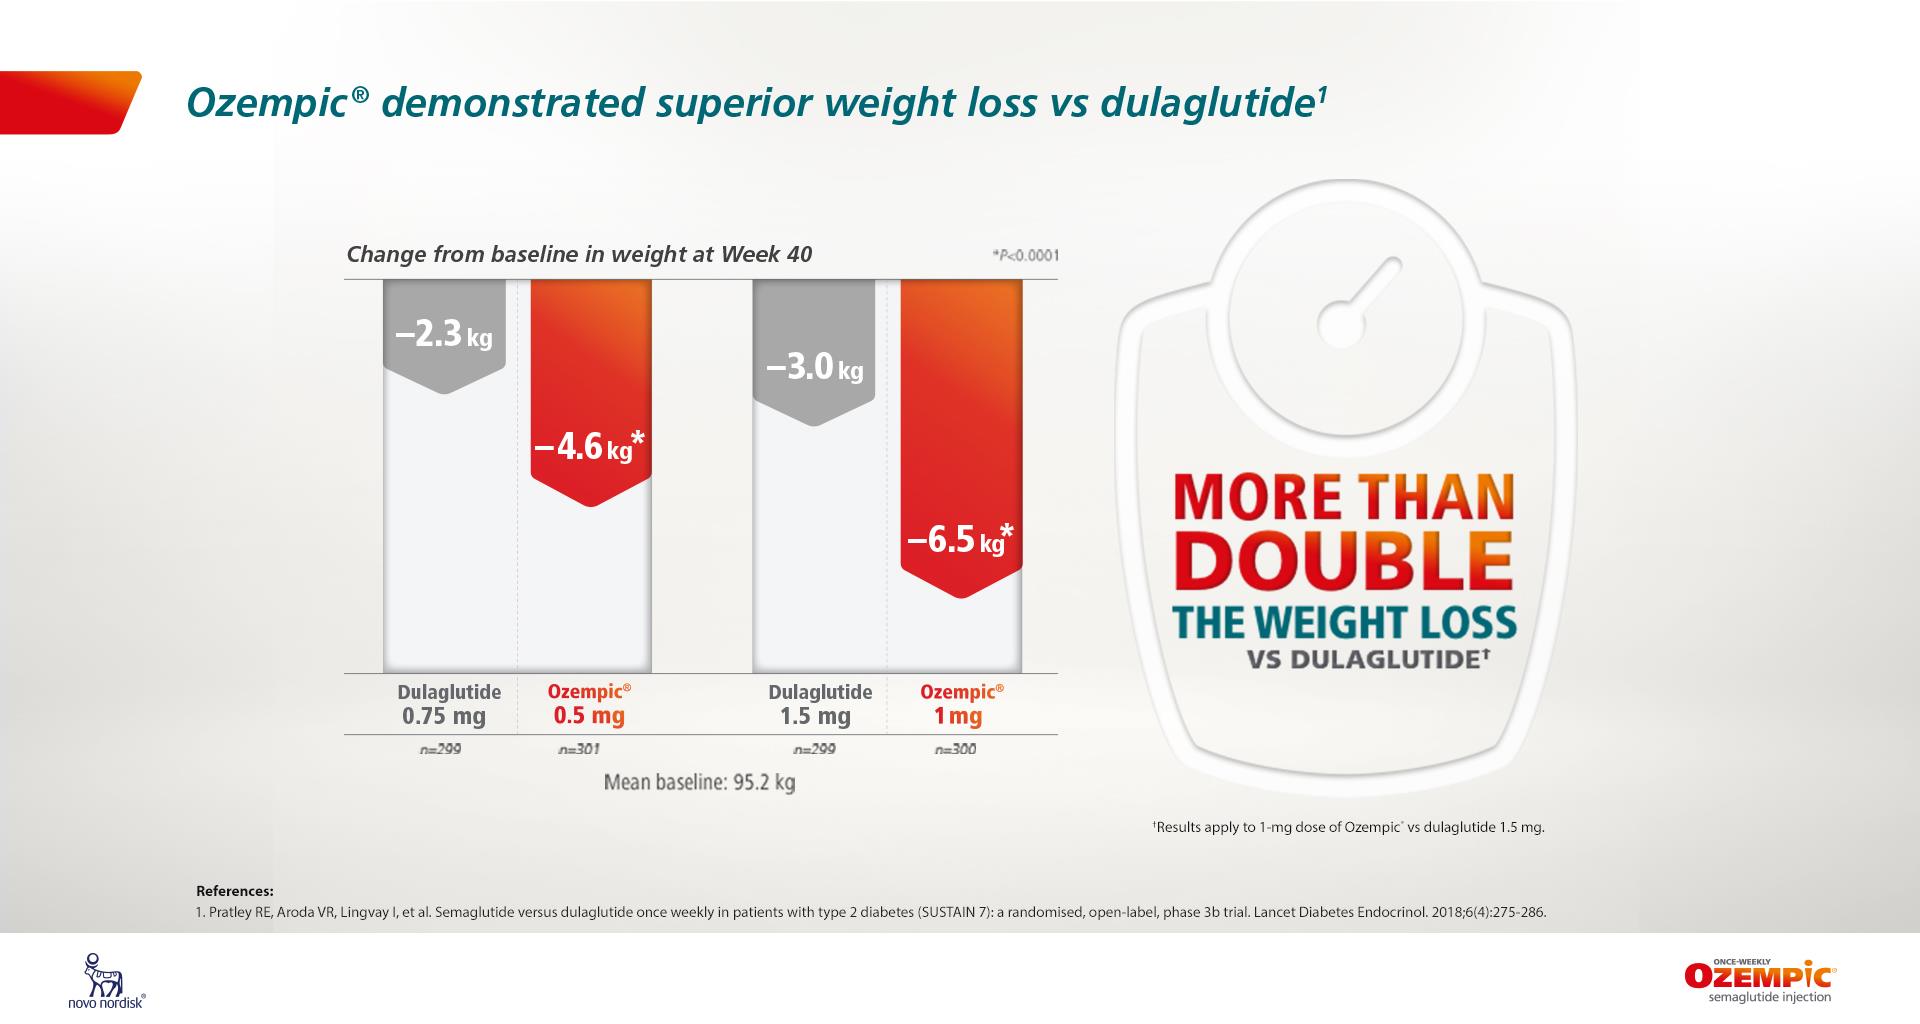 Ozempic® demonstrated superior weight loss vs dulaglutide¹
Change from baseline in weight at Week 40
*P<0.0001
–2.3 kg
–4.6 kg*
–3.0 kg
–6.5 kg*
Dulaglutide
0.75 mg
Ozempic®
0.5 mg
Dulaglutide
1.5 mg
Ozempic®
1 mg
n=299
n=301
n=299
n=300
Mean baseline: 95.2 kg
MORE THAN
DOUBLE
THE WEIGHT LOSS
VS DULAGLUTIDE†
†Results apply to 1-mg dose of Ozempic® vs dulaglutide 1.5 mg.
References:
1. Pratley RE, Aroda VR, Lingvay I, et al. Semaglutide versus dulaglutide once weekly in patients with type 2 diabetes (SUSTAIN 7): a randomised, open-label, phase 3b trial. Lancet Diabetes Endocrinol. 2018;6(4):275-286.
novo nordisk®
ONCE-WEEKLY
OZEMPIC®
semaglutide injection